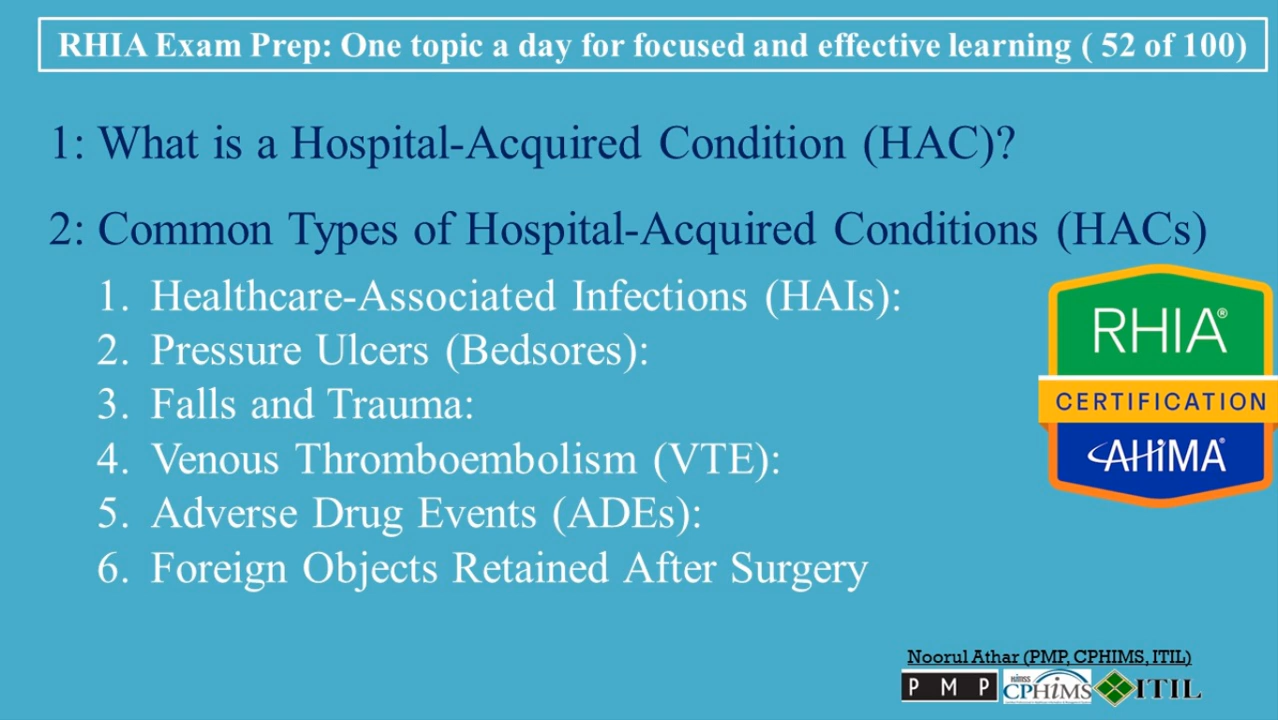 RHIA Exam Prep: One topic a day for focused and effective learning ( 52 of 100)
1: What is a Hospital-Acquired Condition (HAC)?
2: Common Types of Hospital-Acquired Conditions (HACs)
1. Healthcare-Associated Infections (HAIs):
2. Pressure Ulcers (Bedsores):
3. Falls and Trauma:
4. Venous Thromboembolism (VTE):
5. Adverse Drug Events (ADEs):
6. Foreign Objects Retained After Surgery
RHIA®
CERTIFICATION
AHiMA®
Noorul Athar (PMP, CPHIMS, ITIL)
PMP
himss
CPHiMS
ITIL